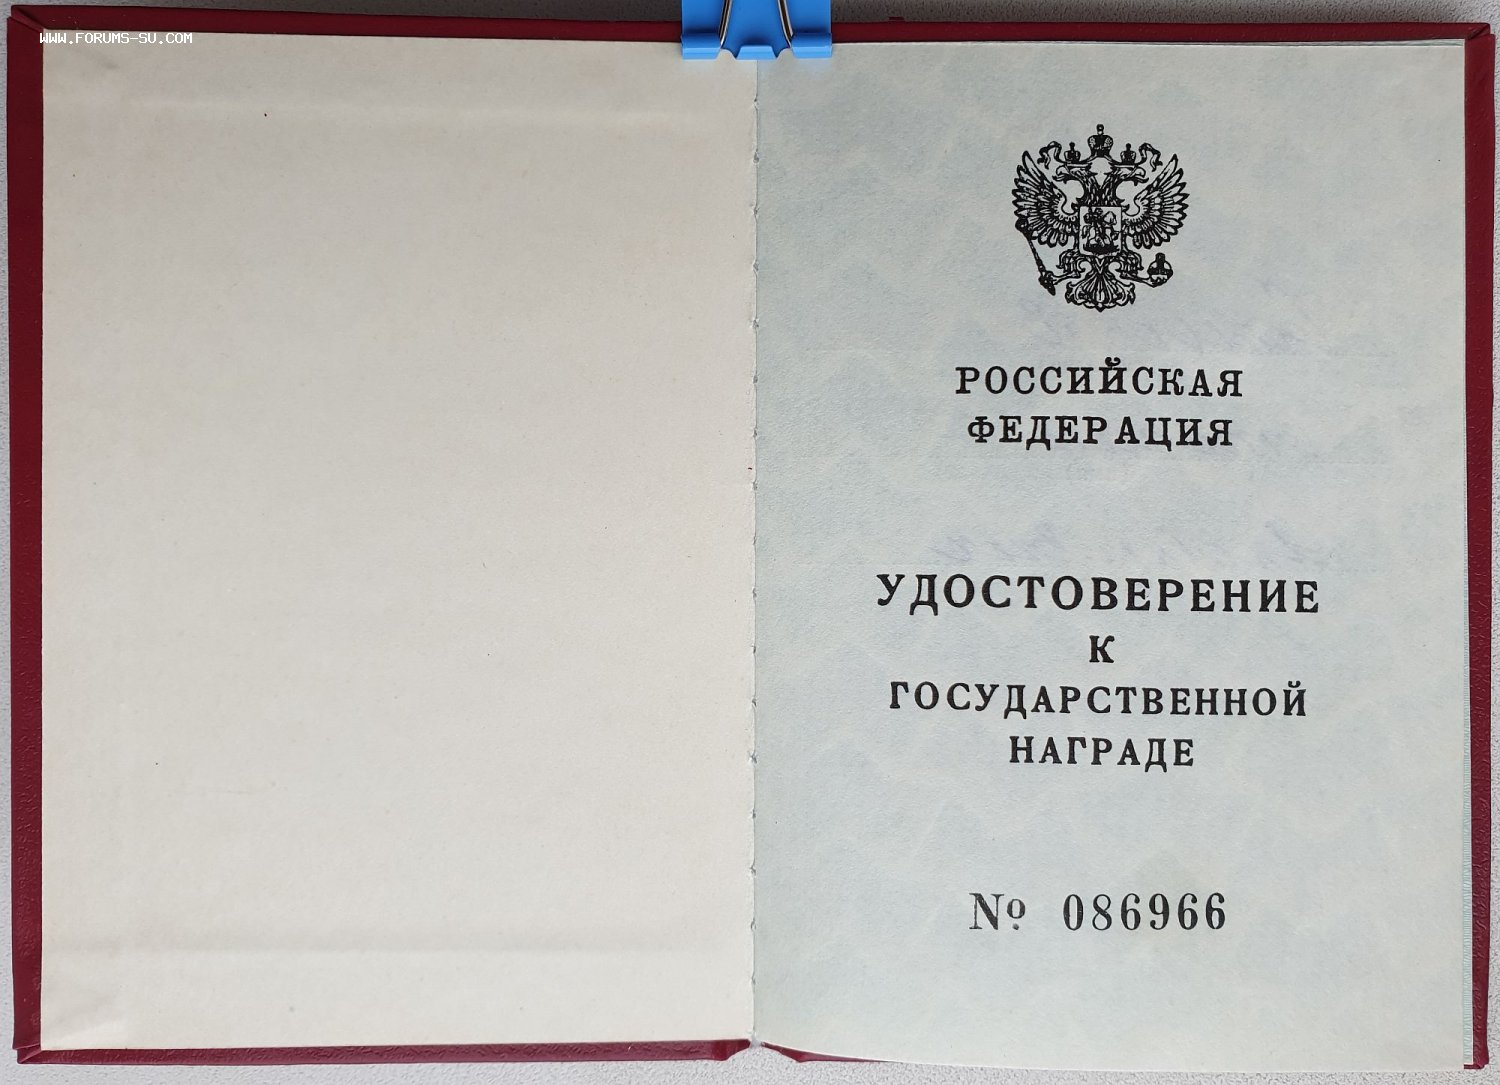 WWW.FORUMS-SU.COM
РОССИЙСКАЯ
ФЕДЕРАЦИЯ
УДОСТОВЕРЕНИЕ
К
ГОСУДАРСТВЕННОЙ
НАГРАДЕ
№ 086966